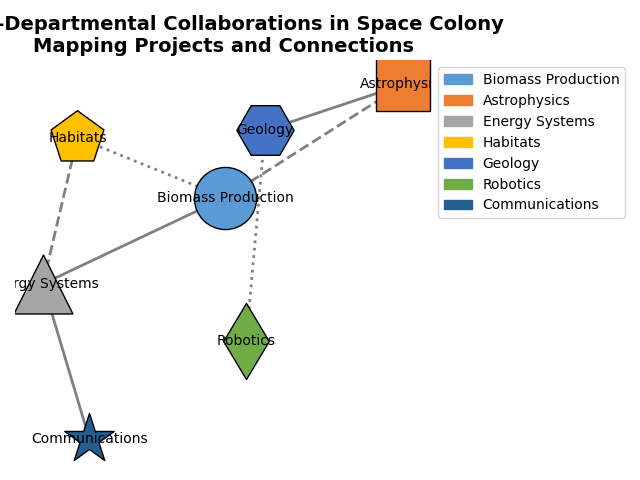 -Departmental Collaborations in Space Colony
Mapping Projects and Connections
Astrophysi
Geology
Habitats
Biomass Production
rgy Systems
Robotics
Communications
Biomass Production
Astrophysics
Energy Systems
Habitats
Geology
Robotics
Communications